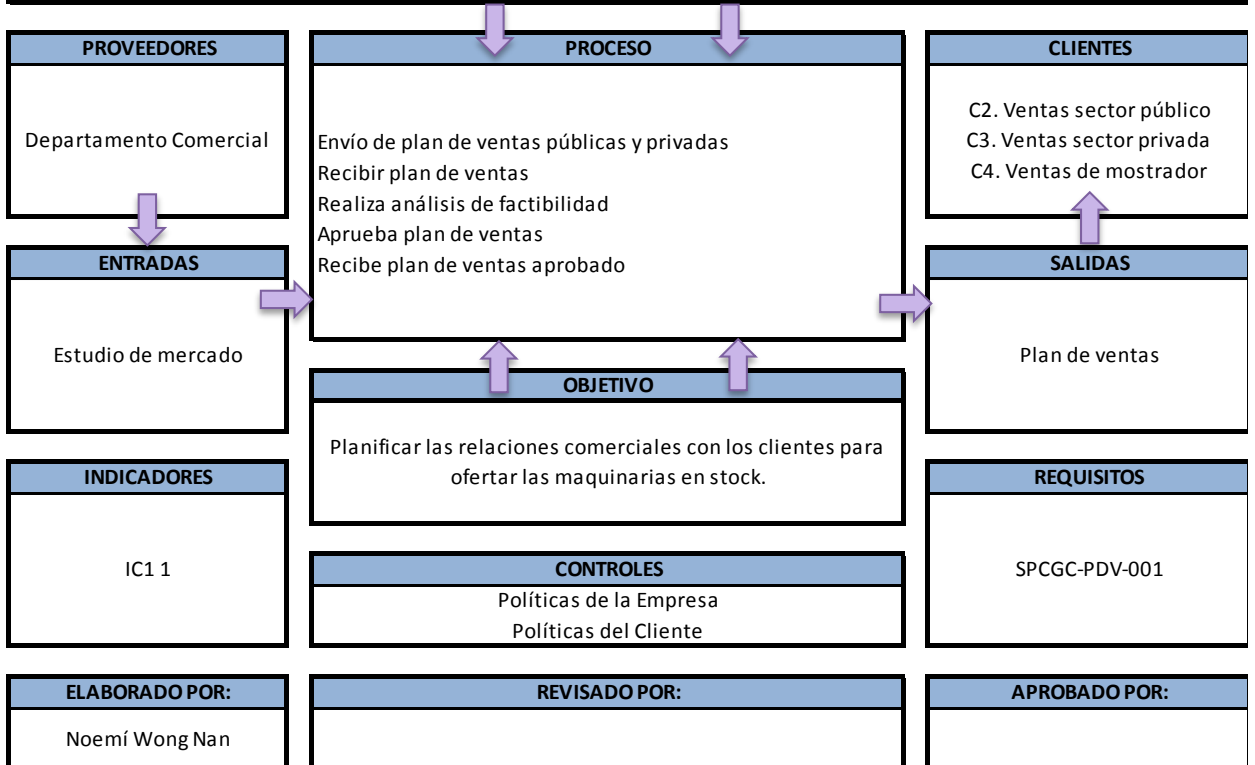 PROVEEDORES
Departamento Comercial
ENTRADAS
Estudio de mercado
INDICADORES
IC1 1
PROCESO
Envío de plan de ventas públicas y privadas
Recibir plan de ventas
Realiza análisis de factibilidad
Aprueba plan de ventas
Recibe plan de ventas aprobado
OBJETIVO
Planificar las relaciones comerciales con los clientes para
ofertar las maquinarias en stock.
CONTROLES
Políticas de la Empresa
Políticas del Cliente
CLIENTES
C2. Ventas sector público
C3. Ventas sector privada
C4. Ventas de mostrador
SALIDAS
Plan de ventas
REQUISITOS
SPCGC-PDV-001
ELABORADO POR:
Noemí Wong Nan
REVISADO POR:
APROBADO POR: